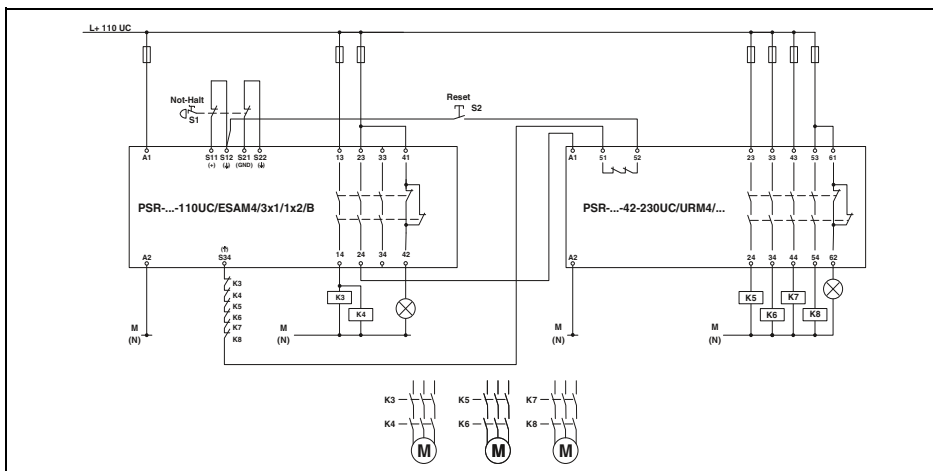 L+ 110 UC
Not-Halt
S1
Reset
S2
A1
S11
(+)
S12
S21
(GND)
S22
13
23
33
41
A1
51
52
23
33
43
53
61
PSR-...-110UC/ESAM4/3x1/1x2/B
PSR-...-42-230UC/URM4/...
A2
S34
14
24
34
42
A2
24
34
44
54
62
K3
K4
K5
K6
K7
K8
K3
K4
K5
K6
K7
K8
M
(N)
M
(N)
M
(N)
M
(N)
K3
K4
M
K5
K6
M
K7
K8
M